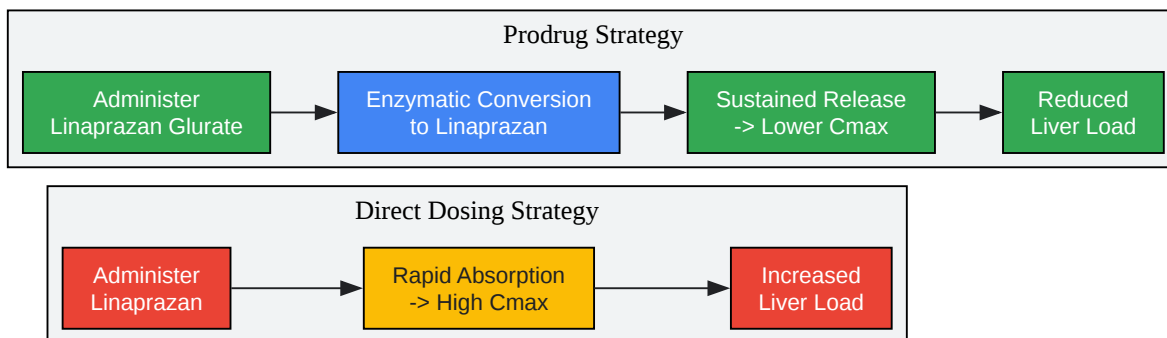 Prodrug Strategy
Administer
Linaprazan Glurate
Enzymatic Conversion
to Linaprazan
Sustained Release
-> Lower Cmax
Reduced
Liver Load
Direct Dosing Strategy
Administer
Linaprazan
Rapid Absorption
-> High Cmax
Increased
Liver Load